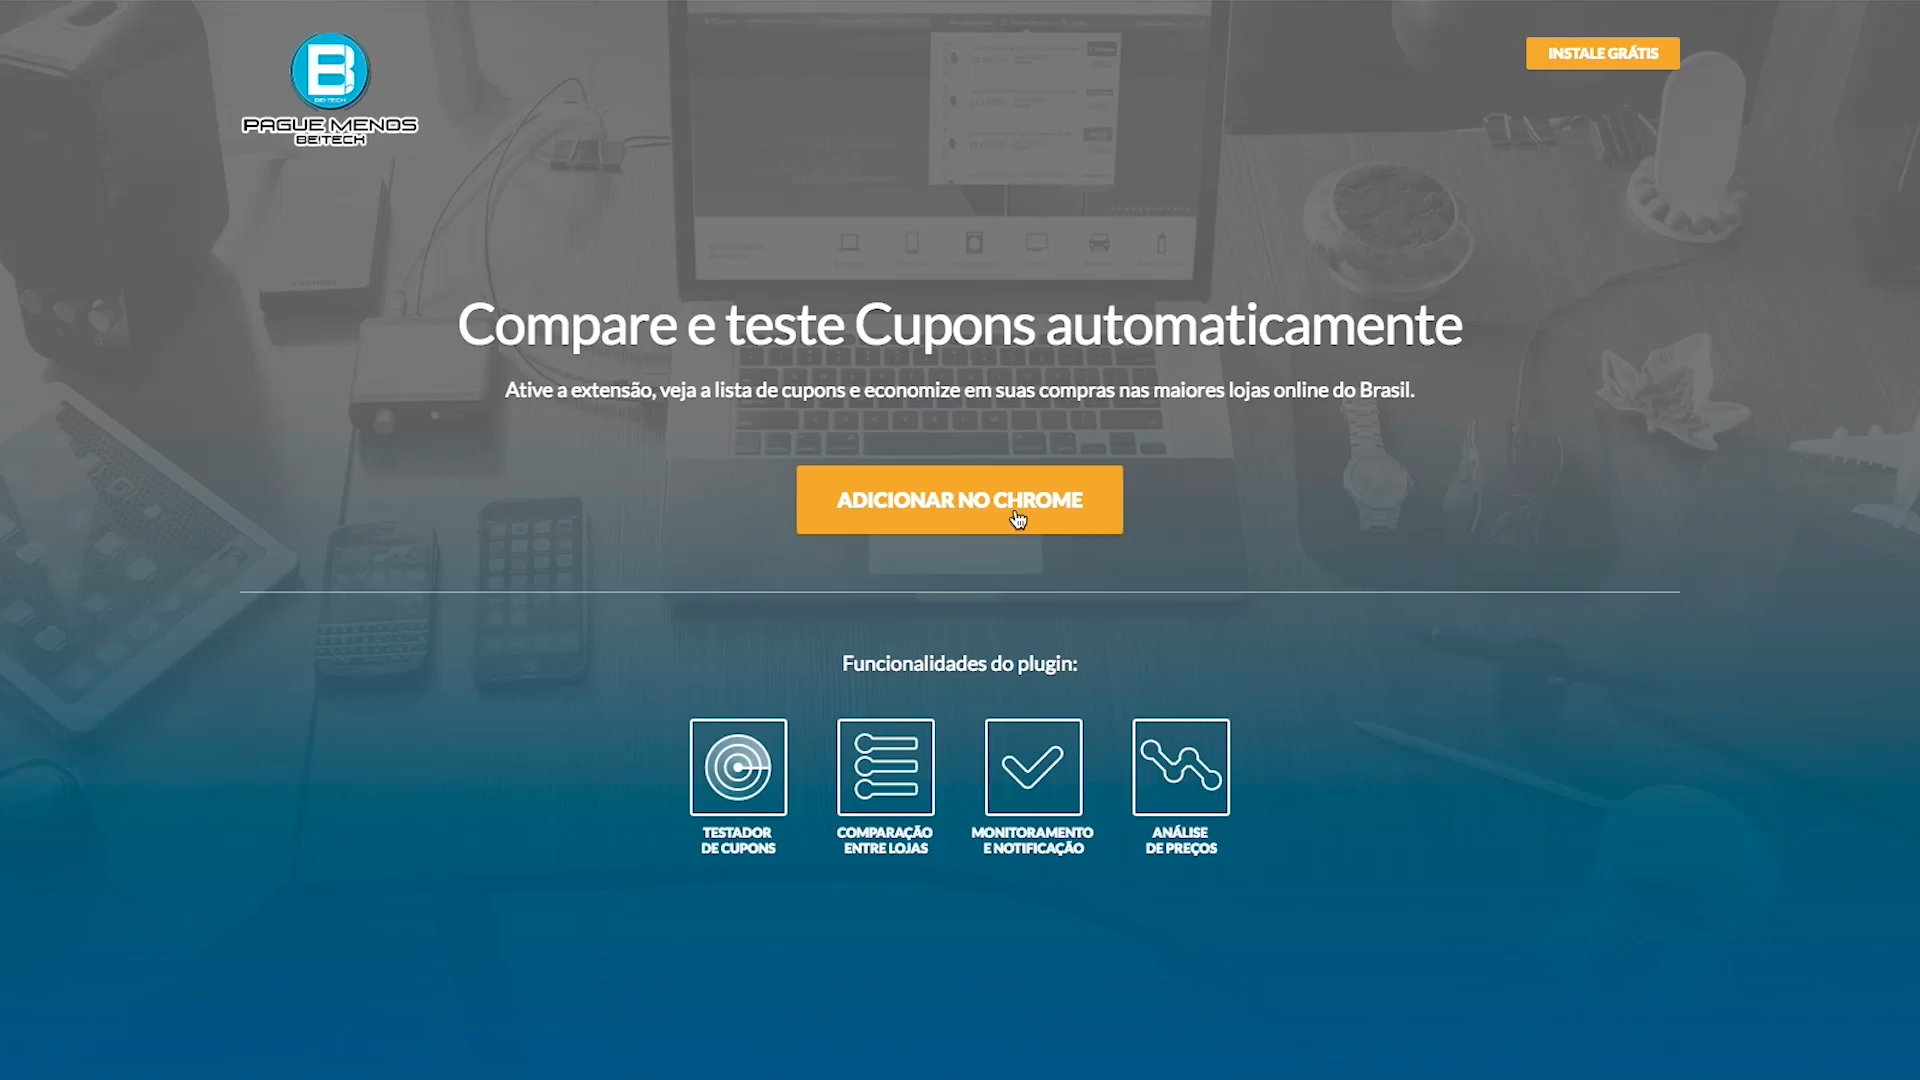 BEI TECH
PAGUE MENOS
BEITECH
INSTALE GRÁTIS
Compare e teste Cupons automaticamente
Ative a extensão, veja a lista de cupons e economize em suas compras nas maiores lojas online do Brasil.
ADICIONAR NO CHROME
Funcionalidades do plugin:
TESTADOR
DE CUPONS
COMPARAÇÃO
ENTRE LOJAS
MONITORAMENTO
E NOTIFICAÇÃO
ANÁLISE
DE PREÇOS